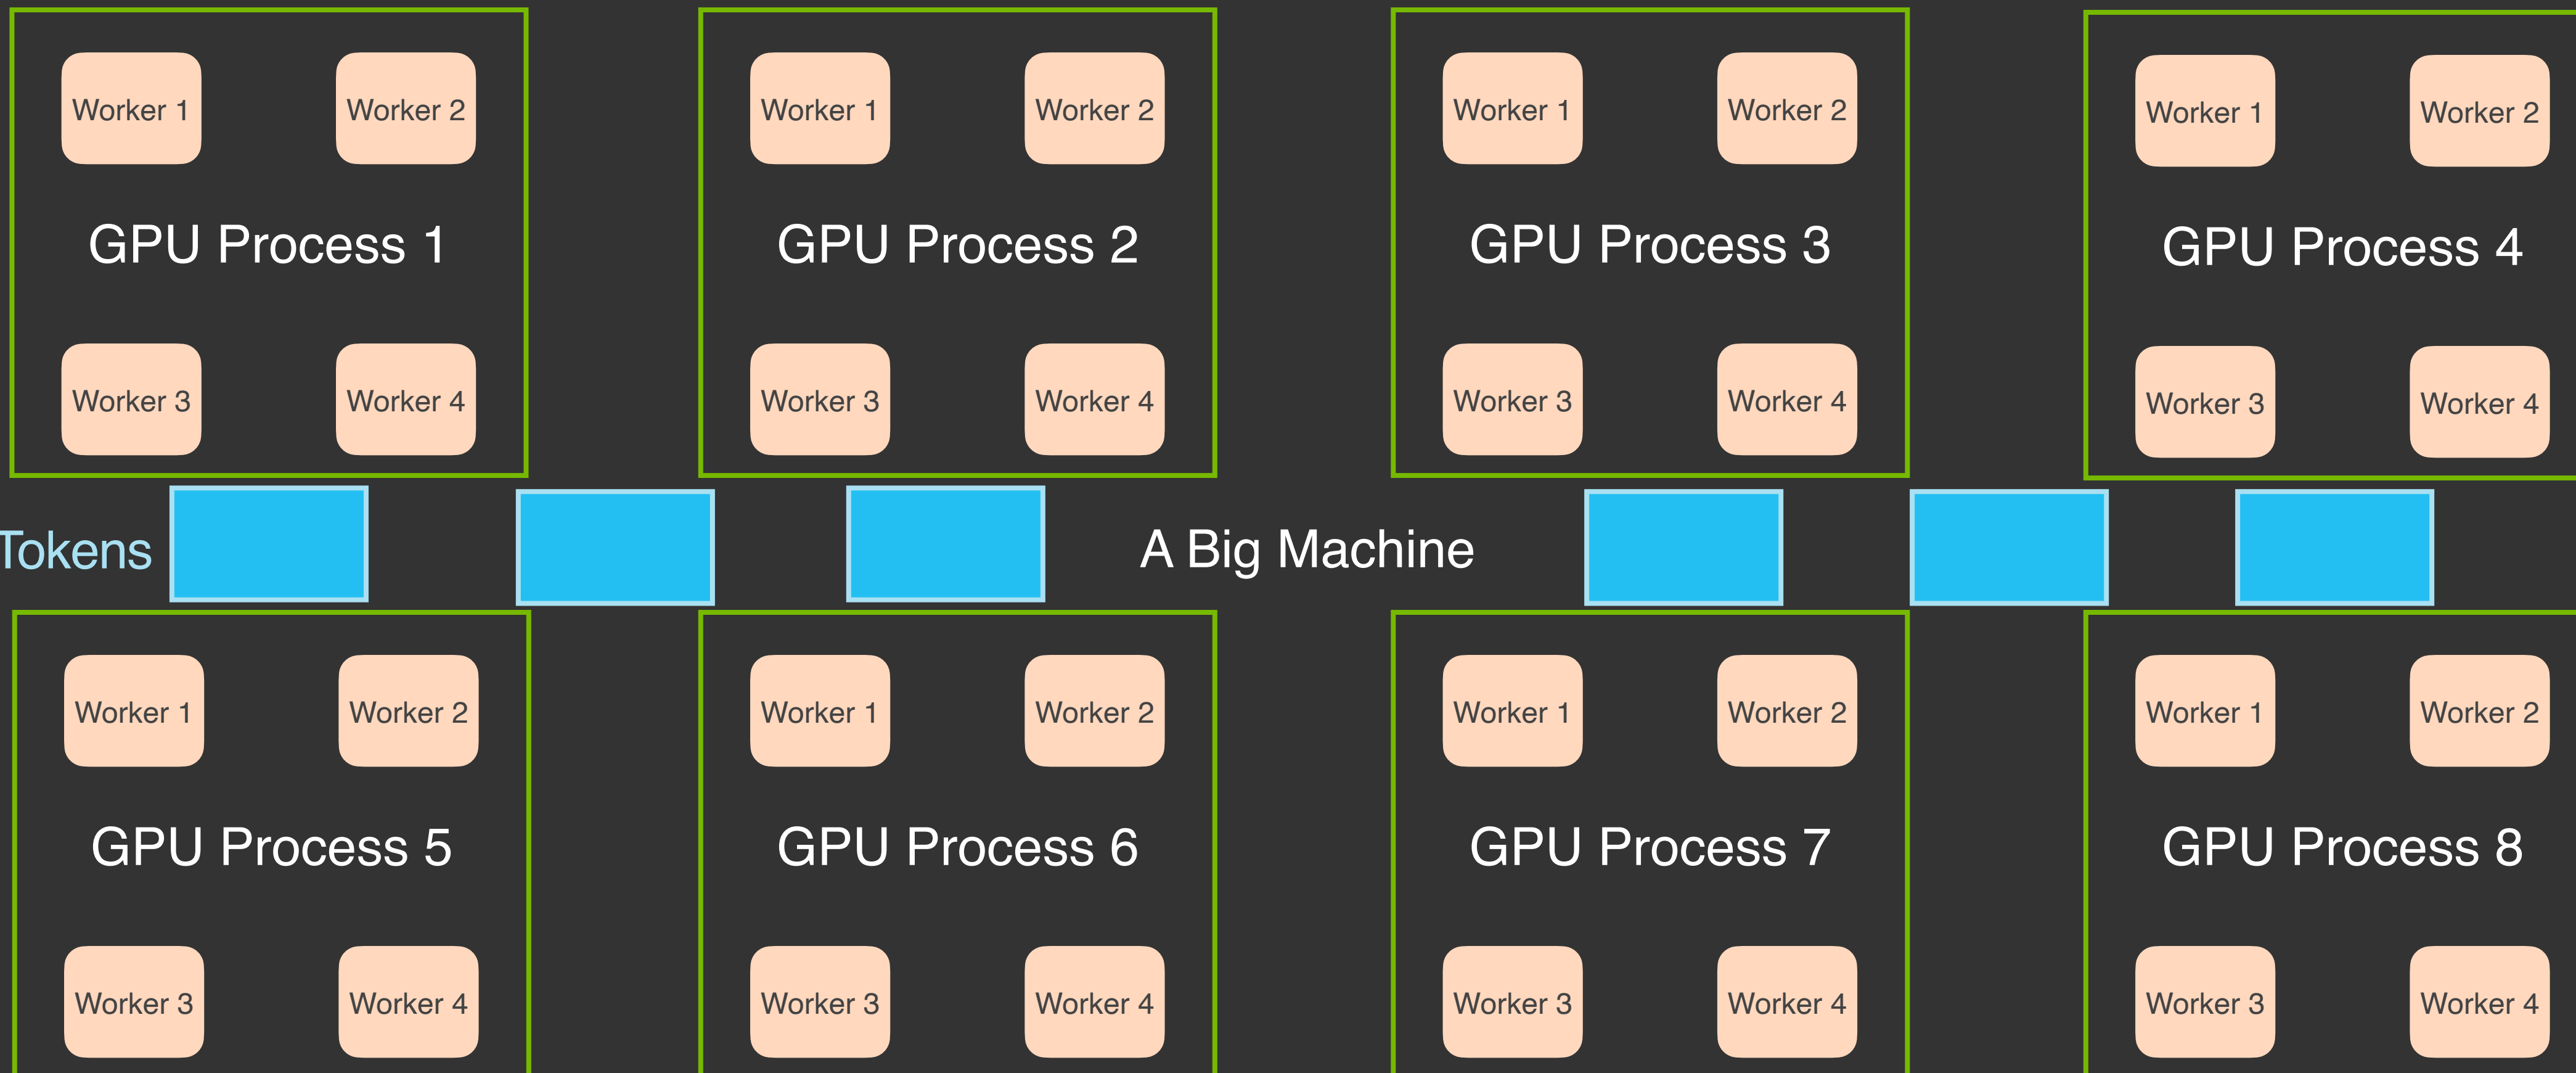 Worker 1 Worker 2 Worker 1 Worker 2 Worker 1 Worker 2 Worker 1 Worker 2
GPU Process 1 GPU Process 2 GPU Process 3 GPU Process 4
Worker 3 Worker 4 Worker 3 Worker 4 Worker 3 Worker 4 Worker 3 Worker 4
Tokens A Big Machine
Worker 1 Worker 2 Worker 1 Worker 2 Worker 1 Worker 2 Worker 1 Worker 2
GPU Process 5 GPU Process 6 GPU Process 7 GPU Process 8
Worker 3 Worker 4 Worker 3 Worker 4 Worker 3 Worker 4 Worker 3 Worker 4